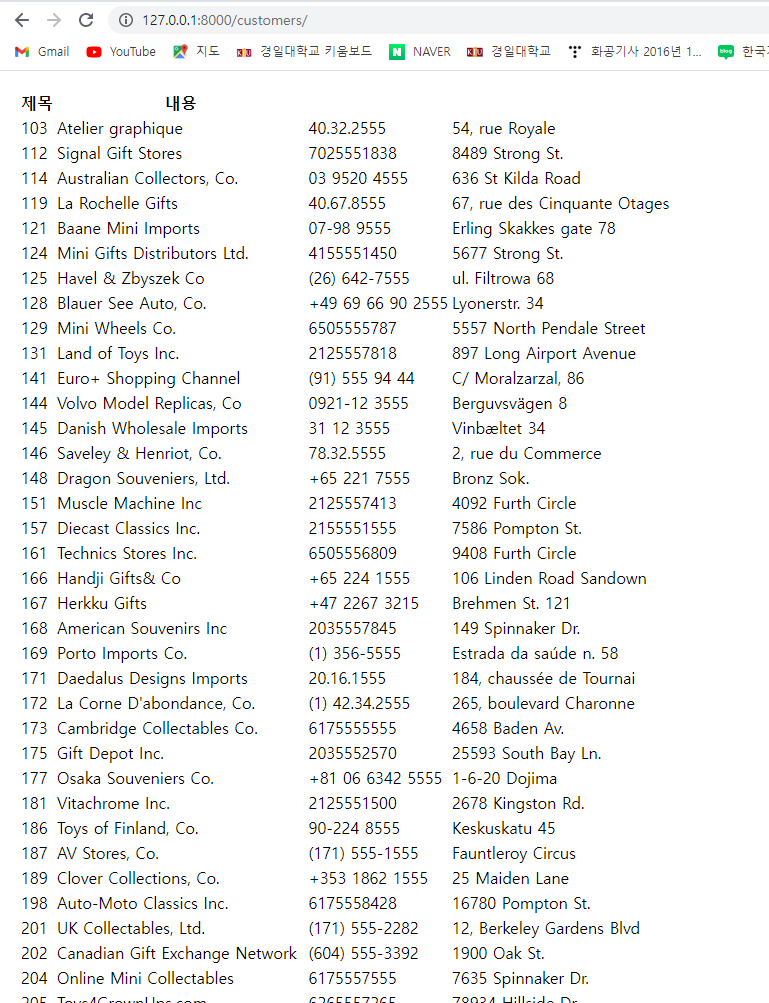 127.0.0.1:8000/customers/
Gmail YouTube 지도 KIU 경일대학교 키움보드 N NAVER KIU 경일대학교 화공기사 2016년 1... blog
제목 내용
103 Atelier graphique 40.32.2555 54, rue Royale
112 Signal Gift Stores 7025551838 8489 Strong St.
114 Australian Collectors, Co. 03 9520 4555 636 St Kilda Road
119 La Rochelle Gifts 40.67.8555 67, rue des Cinquante Otages
121 Baane Mini Imports 07-98 9555 Erling Skakkes gate 78
124 Mini Gifts Distributors Ltd. 4155551450 5677 Strong St.
125 Havel & Zbyszek Co (26) 642-7555 ul. Filtrowa 68
128 Blauer See Auto, Co. +49 69 66 90 2555 Lyonerstr. 34
129 Mini Wheels Co. 6505555787 5557 North Pendale Street
131 Land of Toys Inc. 2125557818 897 Long Airport Avenue
141 Euro+ Shopping Channel (91) 555 94 44 C/ Moralzarzal, 86
144 Volvo Model Replicas, Co 0921-12 3555 Berguvsvägen 8
145 Danish Wholesale Imports 31 12 3555 Vinbæltet 34
146 Saveley & Henriot, Co. 78.32.5555 2, rue du Commerce
148 Dragon Souveniers, Ltd. +65 221 7555 Bronz Sok.
151 Muscle Machine Inc 2125557413 4092 Furth Circle
157 Diecast Classics Inc. 2155551555 7586 Pompton St.
161 Technics Stores Inc. 6505556809 9408 Furth Circle
166 Handji Gifts& Co +65 224 1555 106 Linden Road Sandown
167 Herkku Gifts +47 2267 3215 Brehmen St. 121
168 American Souvenirs Inc 2035557845 149 Spinnaker Dr.
169 Porto Imports Co. (1) 356-5555 Estrada da saúde n. 58
171 Daedalus Designs Imports 20.16.1555 184, chaussée de Tournai
172 La Corne D'abondance, Co. (1) 42.34.2555 265, boulevard Charonne
173 Cambridge Collectables Co. 6175555555 4658 Baden Av.
175 Gift Depot Inc. 2035552570 25593 South Bay Ln.
177 Osaka Souveniers Co. +81 06 6342 5555 1-6-20 Dojima
181 Vitachrome Inc. 2125551500 2678 Kingston Rd.
186 Toys of Finland, Co. 90-224 8555 Keskuskatu 45
187 AV Stores, Co. (171) 555-1555 Fauntleroy Circus
189 Clover Collections, Co. +353 1862 1555 25 Maiden Lane
198 Auto-Moto Classics Inc. 6175558428 16780 Pompton St.
201 UK Collectables, Ltd. (171) 555-2282 12, Berkeley Gardens Blvd
202 Canadian Gift Exchange Network (604) 555-3392 1900 Oak St.
204 Online Mini Collectables 6175557555 7635 Spinnaker Dr.
205 Toys4GrownUps.com 6265557265 78934 Hillside Dr.